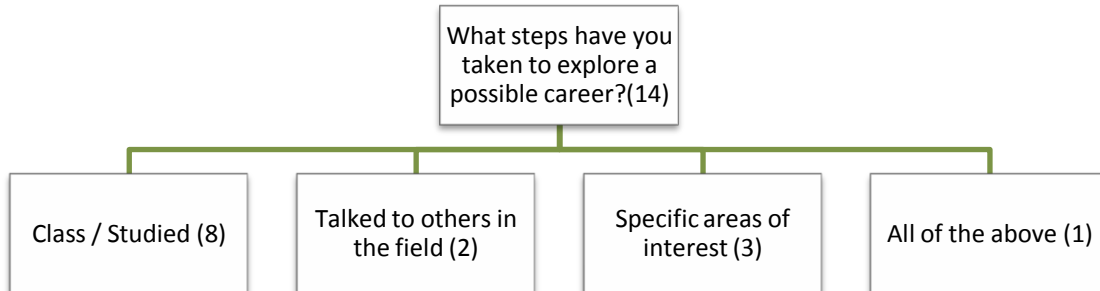 What steps have you
taken to explore a
possible career?(14)
Class / Studied (8)
Talked to others in
the field (2)
Specific areas of
interest (3)
All of the above (1)